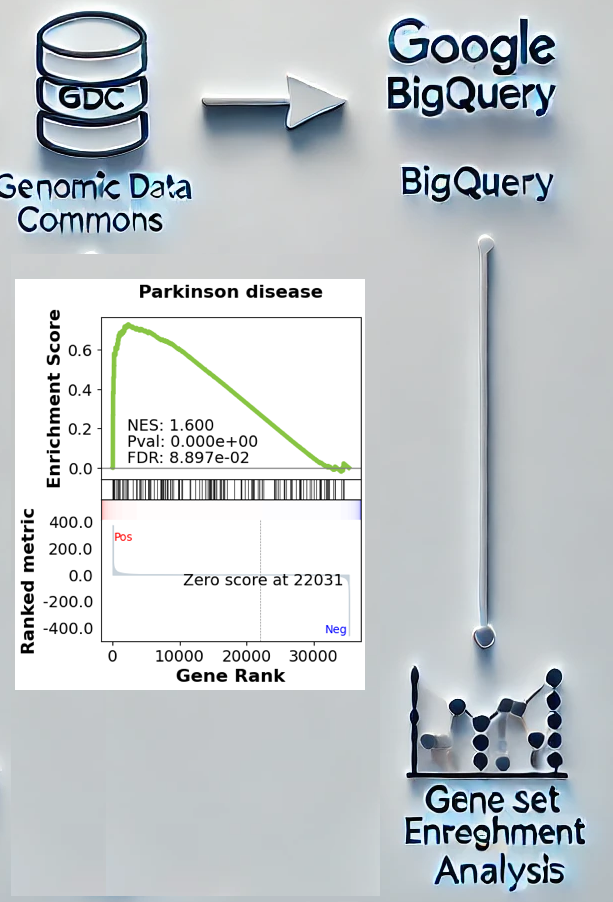 GDC
Genomic Data
Commons
Google
BigQuery
BigQuery
Parkinson disease
Enrichment Score
0.6
0.4
0.2
0.0
NES: 1.600
Pval: 0.000e+00
FDR: 8.897e-02
Ranked metric
400.0
200.0
0.0
-200.0
-400.0
Pos
Zero score at 22031
Neg
0 10000 20000 30000
Gene Rank
Gene set
Enreghment
Analysis